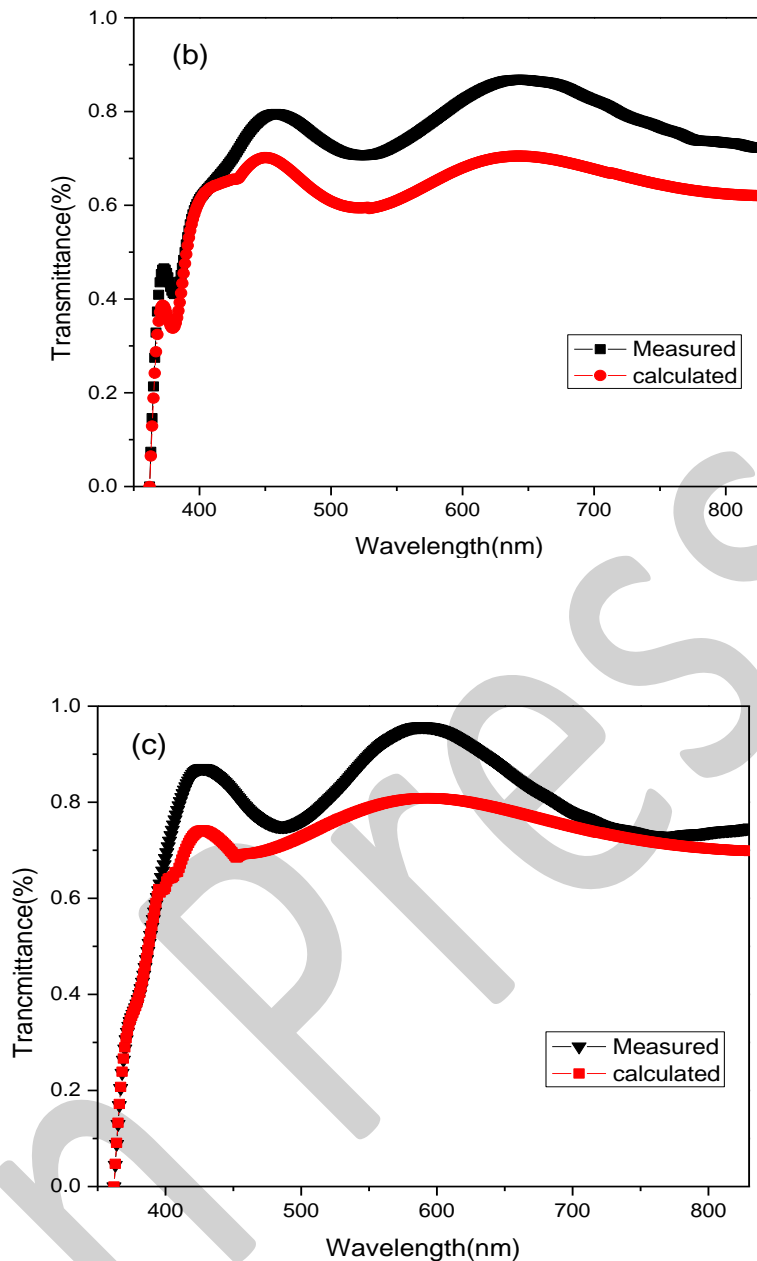 1.0
(b)
0.8
0.6
0.4
0.2
0.0
Transmittance(%)
Measured
calculated
400 500 600 700 800
Wavelength(nm)
1.0
(c)
0.8
0.6
0.4
0.2
0.0
Trancmittance(%)
Measured
calculated
400 500 600 700 800
Wavelength(nm)
n Press